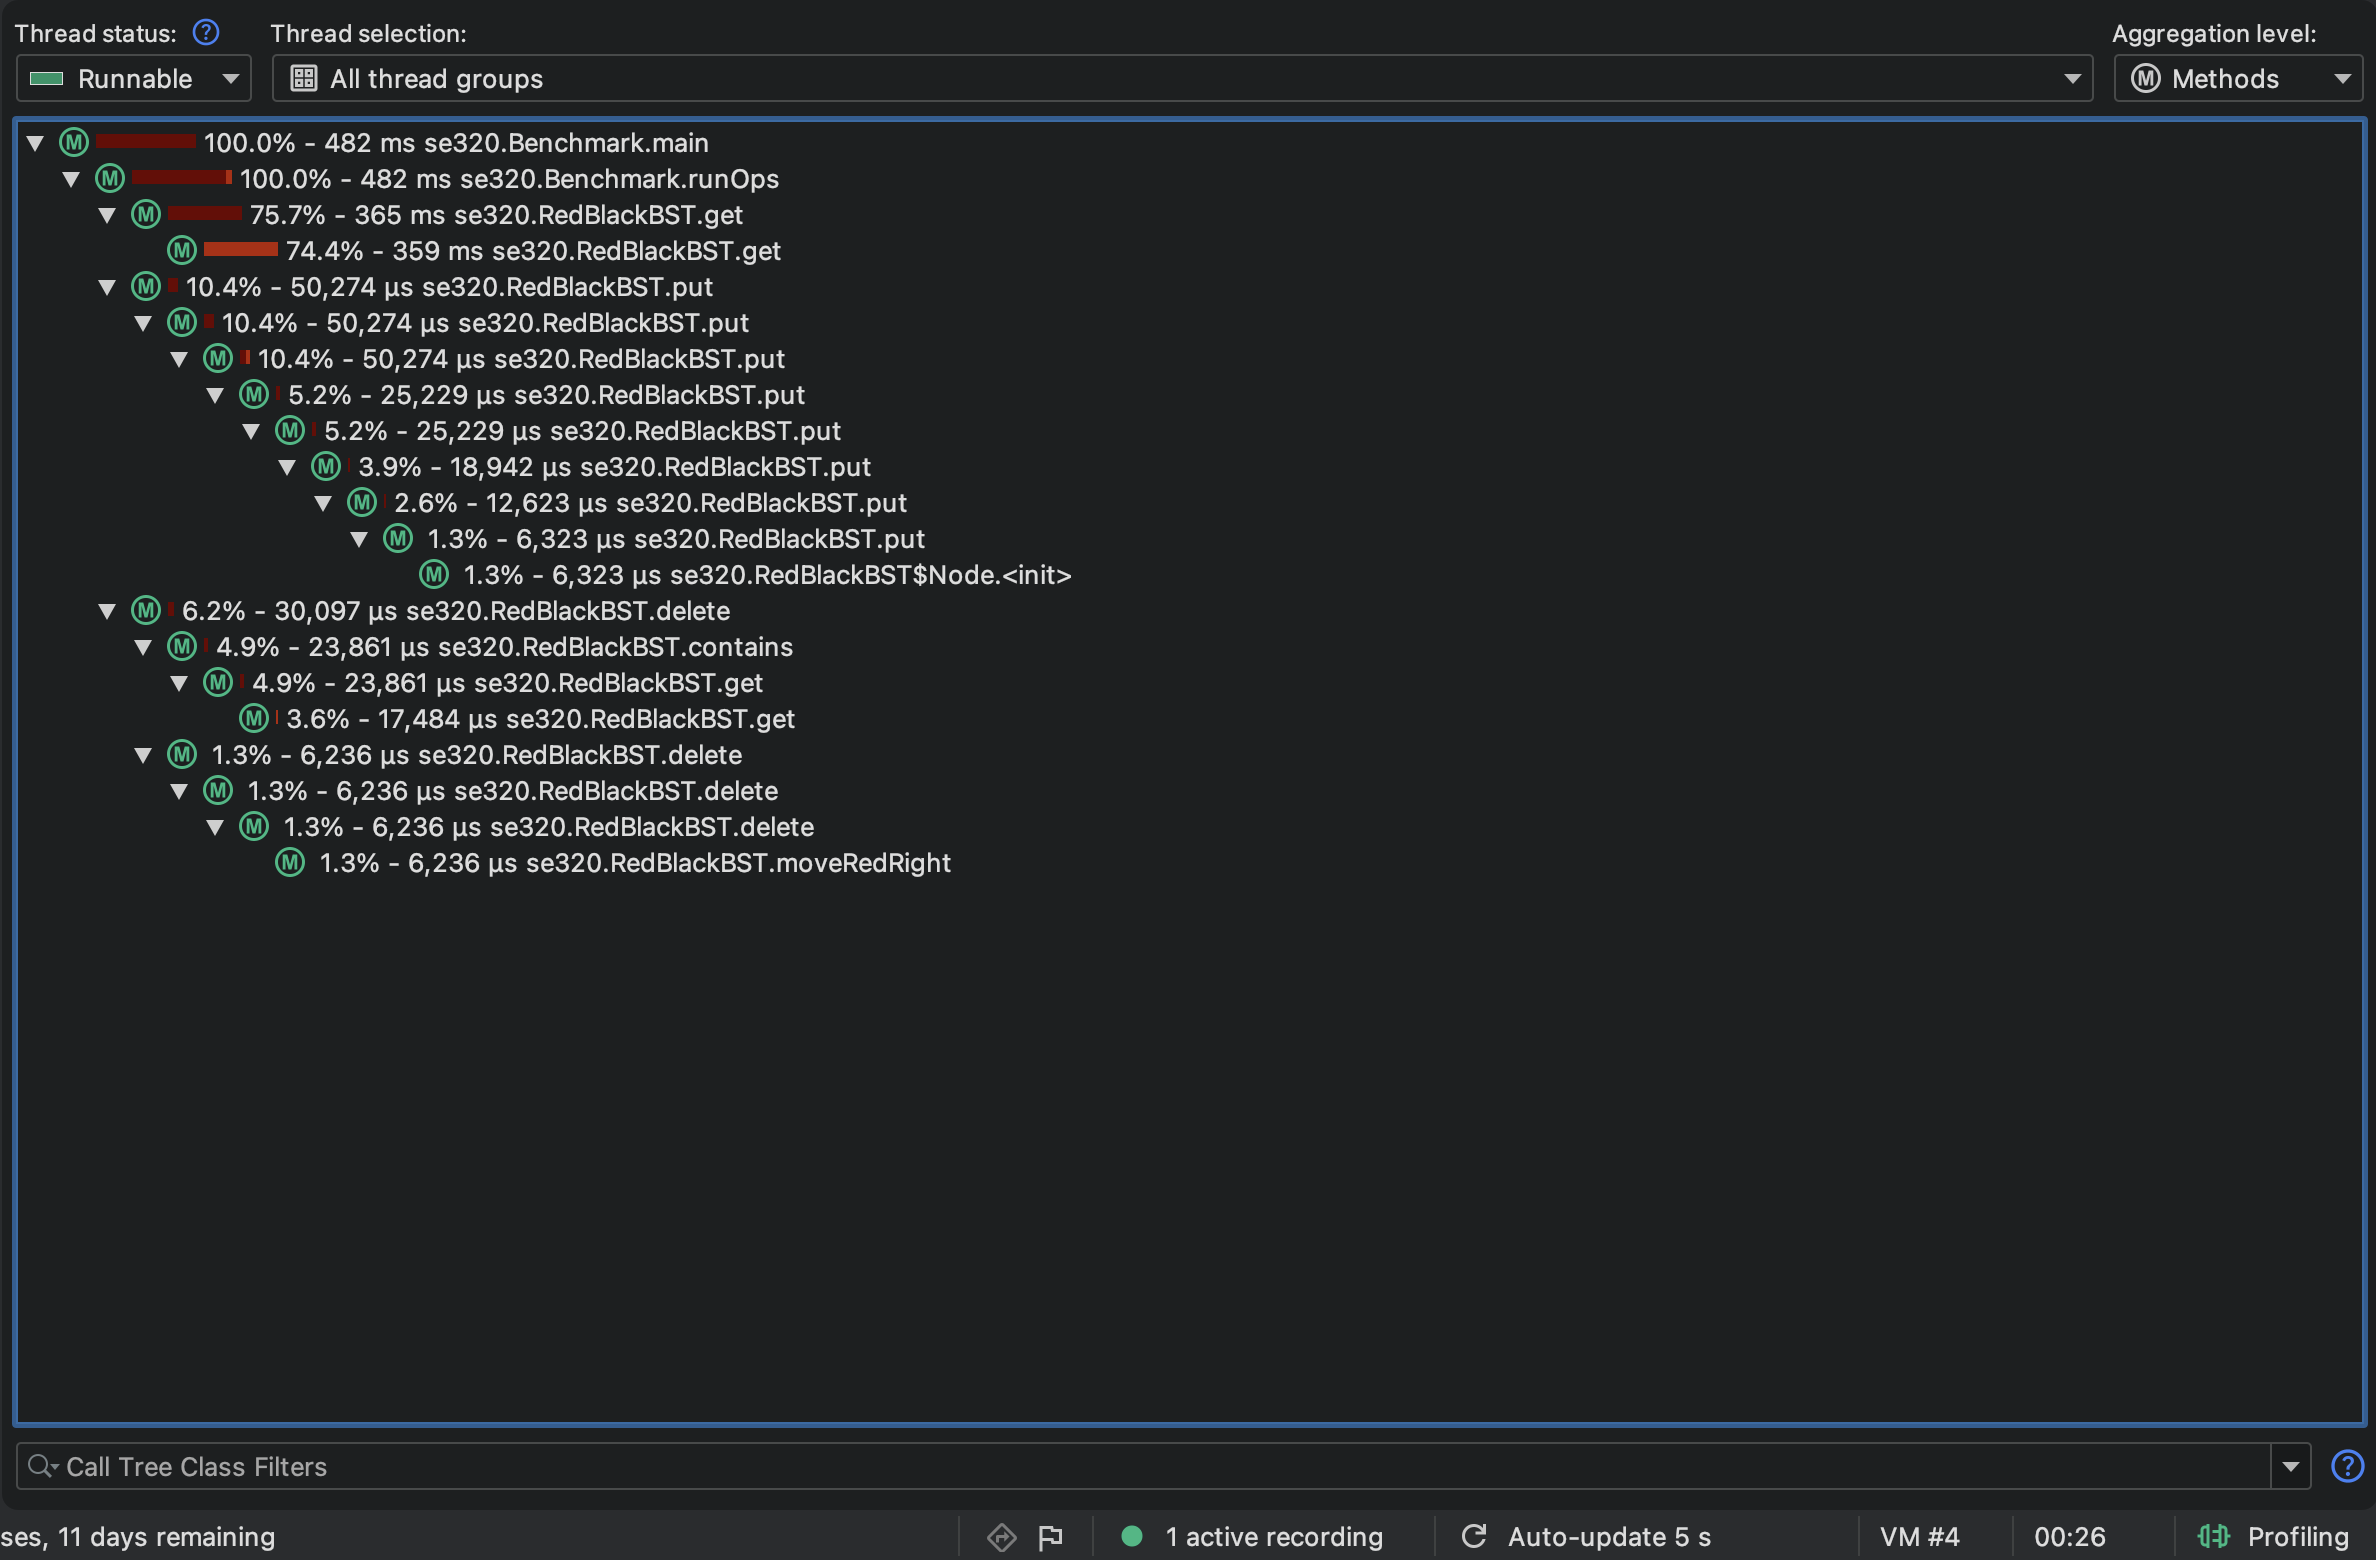 Thread status: ? Thread selection: Aggregation level:
Runnable All thread groups M Methods
M 100.0% - 482 ms se320.Benchmark.main
M 100.0% - 482 ms se320.Benchmark.runOps
M 75.7% - 365 ms se320.RedBlackBST.get
M 74.4% - 359 ms se320.RedBlackBST.get
M 10.4% - 50,274 µs se320.RedBlackBST.put
M 10.4% - 50,274 µs se320.RedBlackBST.put
M 10.4% - 50,274 µs se320.RedBlackBST.put
M 5.2% - 25,229 µs se320.RedBlackBST.put
M 5.2% - 25,229 µs se320.RedBlackBST.put
M 3.9% - 18,942 µs se320.RedBlackBST.put
M 2.6% - 12,623 µs se320.RedBlackBST.put
M 1.3% - 6,323 µs se320.RedBlackBST.put
M 1.3% - 6,323 µs se320.RedBlackBST$Node.<init>
M 6.2% - 30,097 µs se320.RedBlackBST.delete
M 4.9% - 23,861 µs se320.RedBlackBST.contains
M 4.9% - 23,861 µs se320.RedBlackBST.get
M 3.6% - 17,484 µs se320.RedBlackBST.get
M 1.3% - 6,236 µs se320.RedBlackBST.delete
M 1.3% - 6,236 µs se320.RedBlackBST.delete
M 1.3% - 6,236 µs se320.RedBlackBST.delete
M 1.3% - 6,236 µs se320.RedBlackBST.moveRedRight
Call Tree Class Filters ?
ses, 11 days remaining 1 active recording Auto-update 5 s VM #4 00:26 Profiling